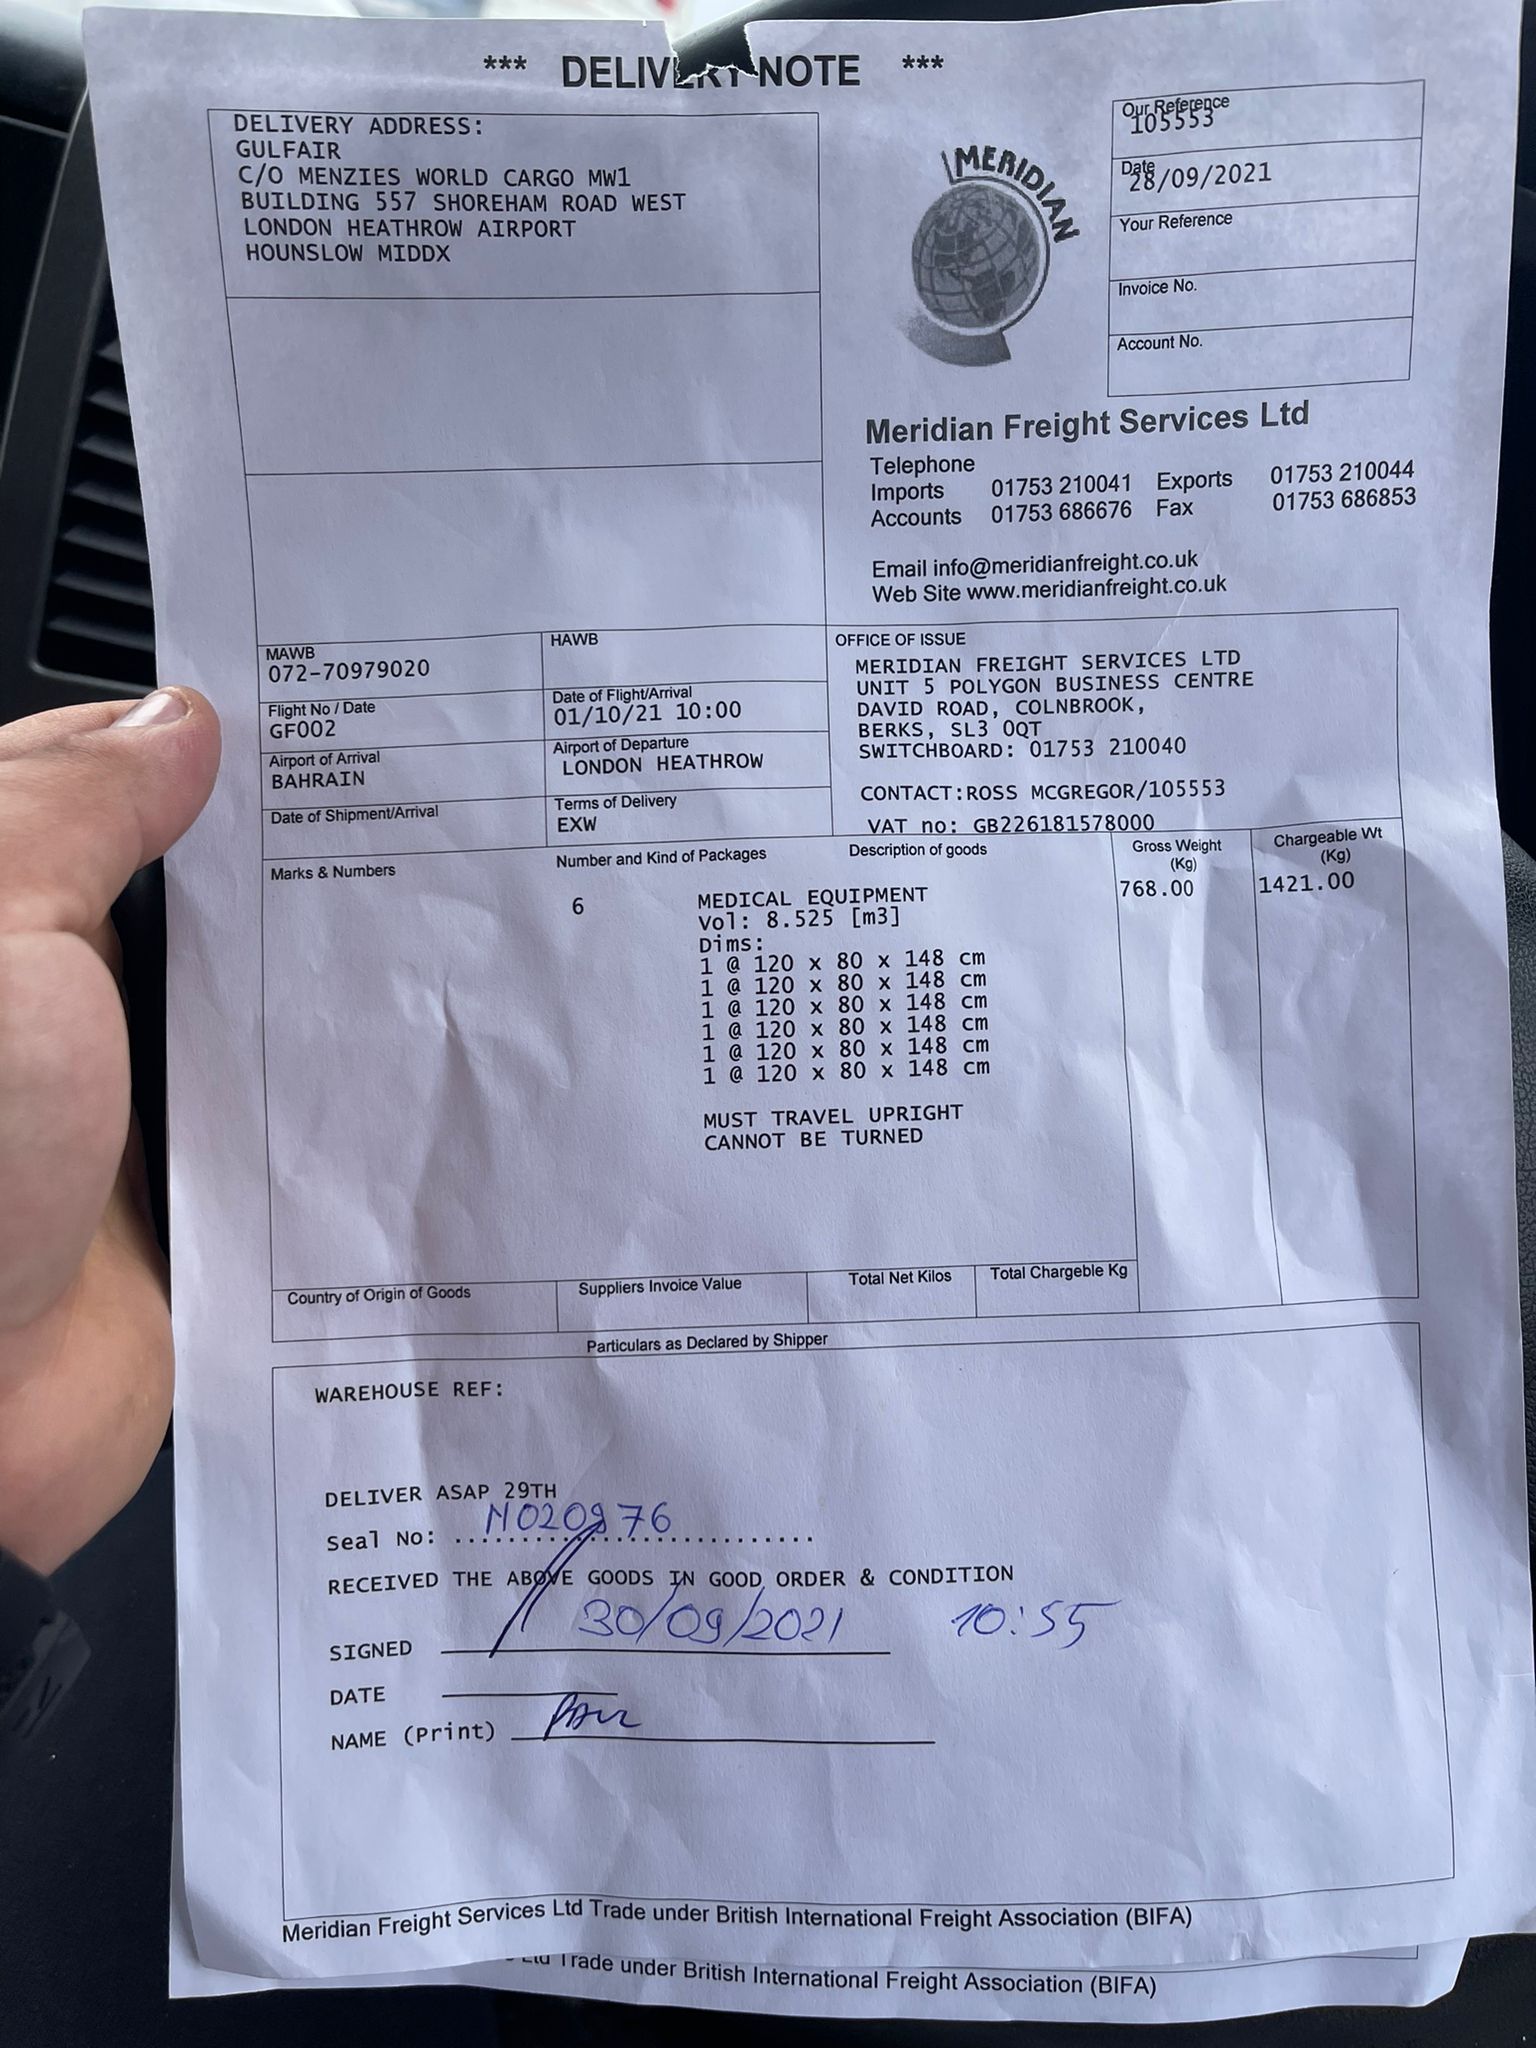 *** DELIVERY NOTE ***
DELIVERY ADDRESS:
GULFAIR
C/O MENZIES WORLD CARGO MW1
BUILDING 557 SHOREHAM ROAD WEST
LONDON HEATHROW AIRPORT
HOUNSLOW MIDDX
MERIDIAN
Our Reference
105553
Date
28/09/2021
Your Reference
Invoice No.
Account No.
Meridian Freight Services Ltd
Telephone
Imports 01753 210041 Exports 01753 210044
Accounts 01753 686676 Fax 01753 686853
Email info@meridianfreight.co.uk
Web Site www.meridianfreight.co.uk
MAWB
072-70979020
HAWB
Flight No / Date
GF002
Date of Flight/Arrival
01/10/21 10:00
Airport of Arrival
BAHRAIN
Airport of Departure
LONDON HEATHROW
Date of Shipment/Arrival
Terms of Delivery
EXW
OFFICE OF ISSUE
MERIDIAN FREIGHT SERVICES LTD
UNIT 5 POLYGON BUSINESS CENTRE
DAVID ROAD, COLNBROOK,
BERKS, SL3 0QT
SWITCHBOARD: 01753 210040
CONTACT:ROSS MCGREGOR/105553
VAT no: GB226181578000
Marks & Numbers
Number and Kind of Packages
Description of goods
Gross Weight
(Kg)
Chargeable Wt
(Kg)
6
MEDICAL EQUIPMENT
768.00
1421.00
Vol: 8.525 [m3]
Dims:
1 @ 120 x 80 x 148 cm
1 @ 120 x 80 x 148 cm
1 @ 120 x 80 x 148 cm
1 @ 120 x 80 x 148 cm
1 @ 120 x 80 x 148 cm
1 @ 120 x 80 x 148 cm
MUST TRAVEL UPRIGHT
CANNOT BE TURNED
Country of Origin of Goods
Suppliers Invoice Value
Total Net Kilos
Total Chargeble Kg
Particulars as Declared by Shipper
WAREHOUSE REF:
DELIVER ASAP 29TH
Seal No: N020976
RECEIVED THE ABOVE GOODS IN GOOD ORDER & CONDITION
SIGNED 30/09/2021 10:55
DATE
NAME (Print)
Meridian Freight Services Ltd Trade under British International Freight Association (BIFA)
Ltd Trade under British International Freight Association (BIFA)